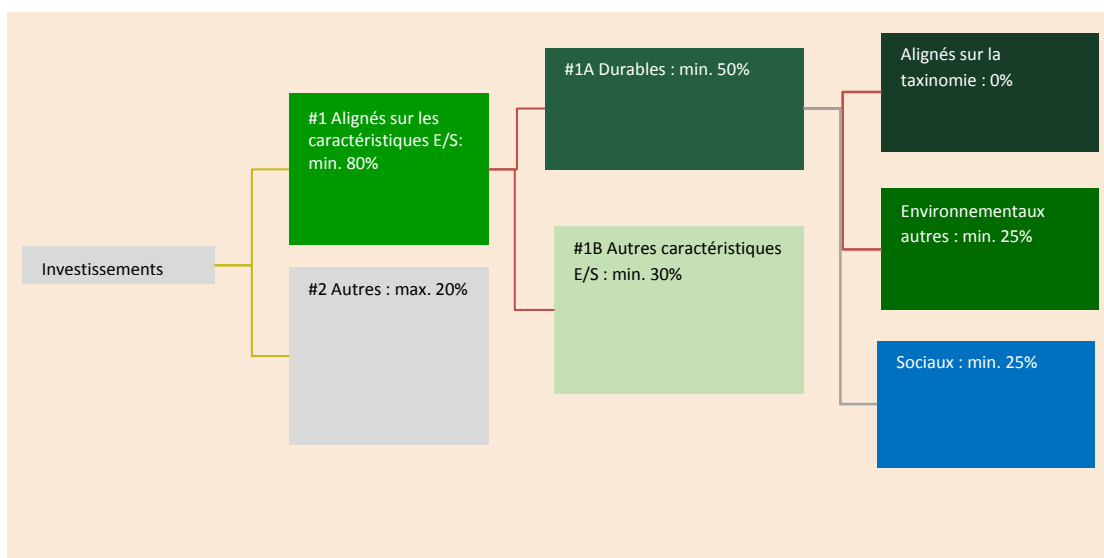 Investissements
#1 Alignés sur les
caractéristiques E/S:
min. 80%
#2 Autres : max. 20%
#1A Durables : min. 50%
#1B Autres caractéristiques
E/S : min. 30%
Alignés sur la
taxinomie : 0%
Environnementaux
autres : min. 25%
Sociaux : min. 25%